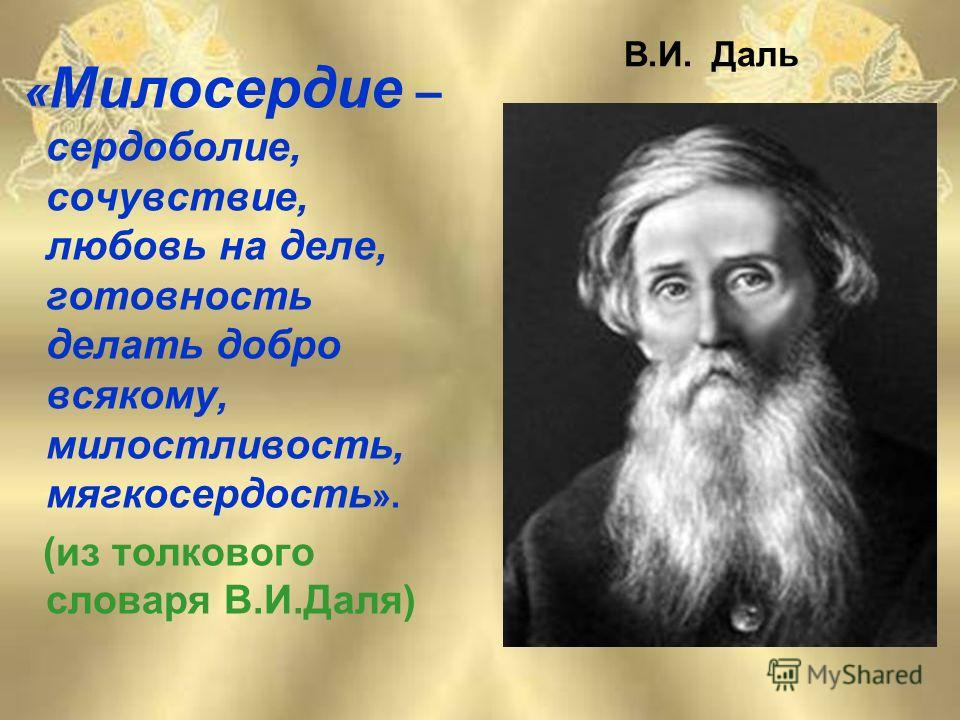 В.И. Даль
«Милосердие –
сердоболие,
сочувствие,
любовь на деле,
готовность
делать добро
всякому,
милостливость,
мягкосердость».
(из толкового
словаря В.И.Даля)
MyShared